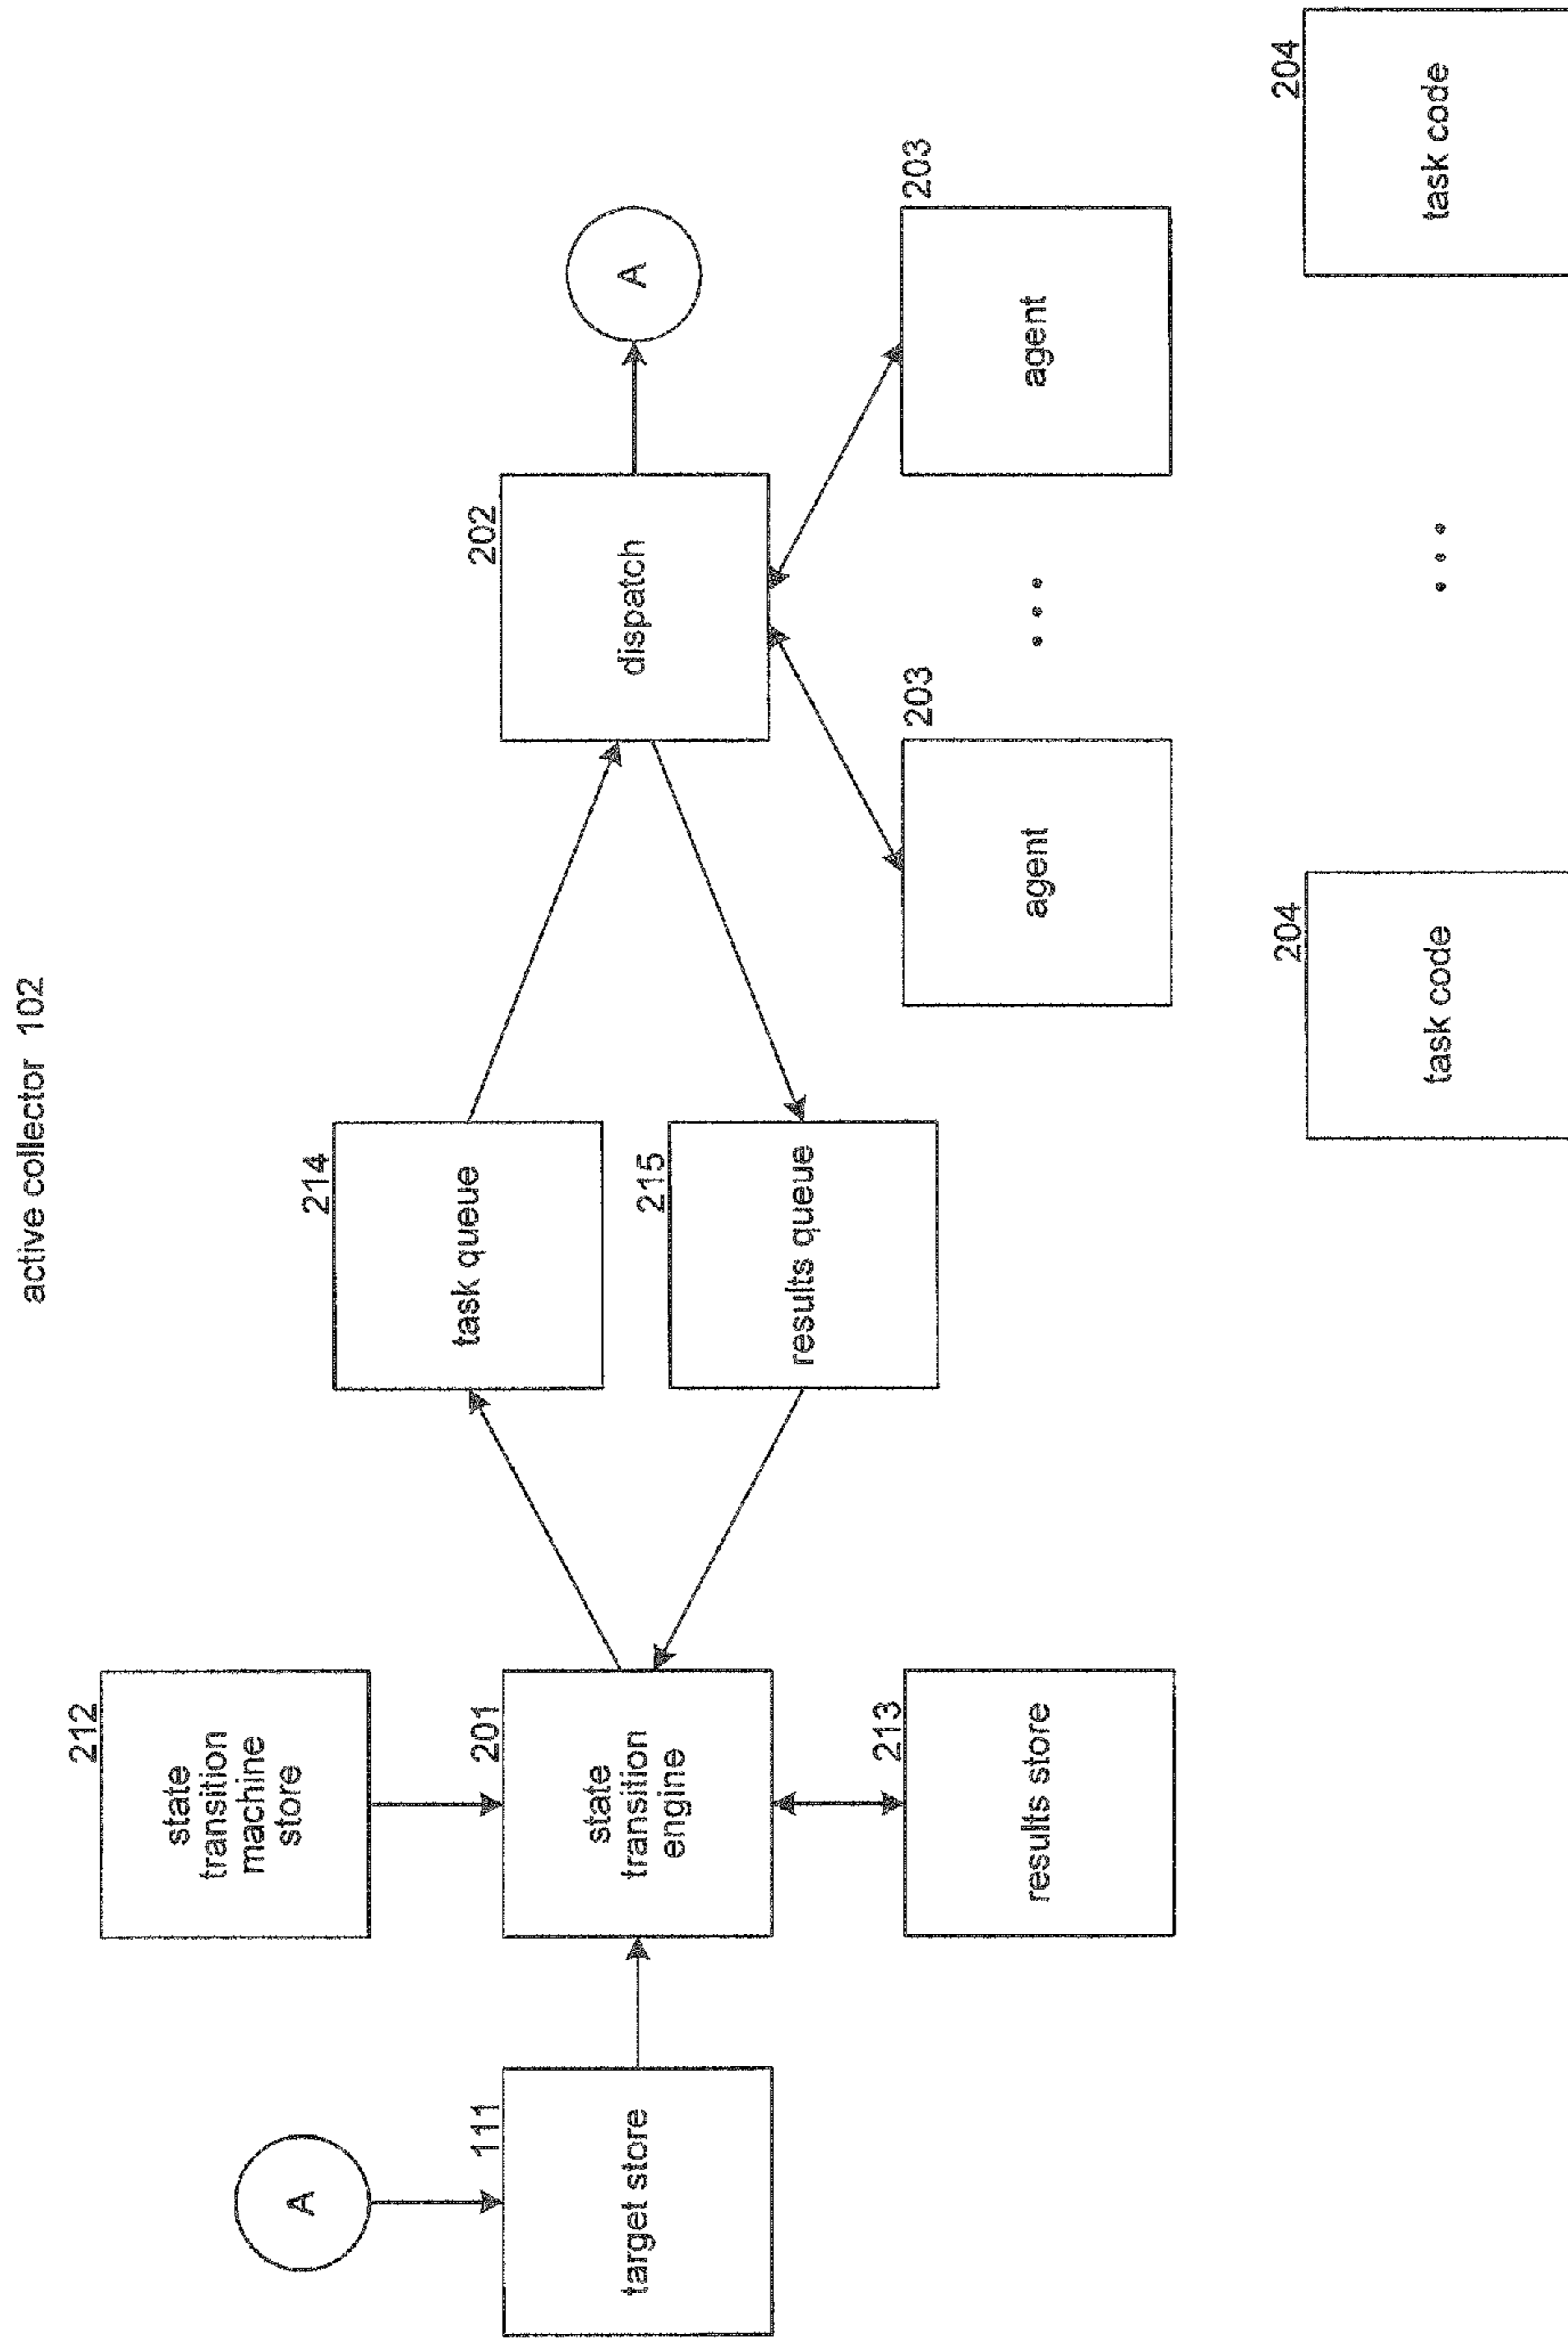 active collector 102
212
state
transition
machine
store
A
111
target store
201
state
transition
engine
213
results store
214
task queue
215
results queue
202
dispatch
A
203
agent
...
203
agent
204
task code
...
204
task code